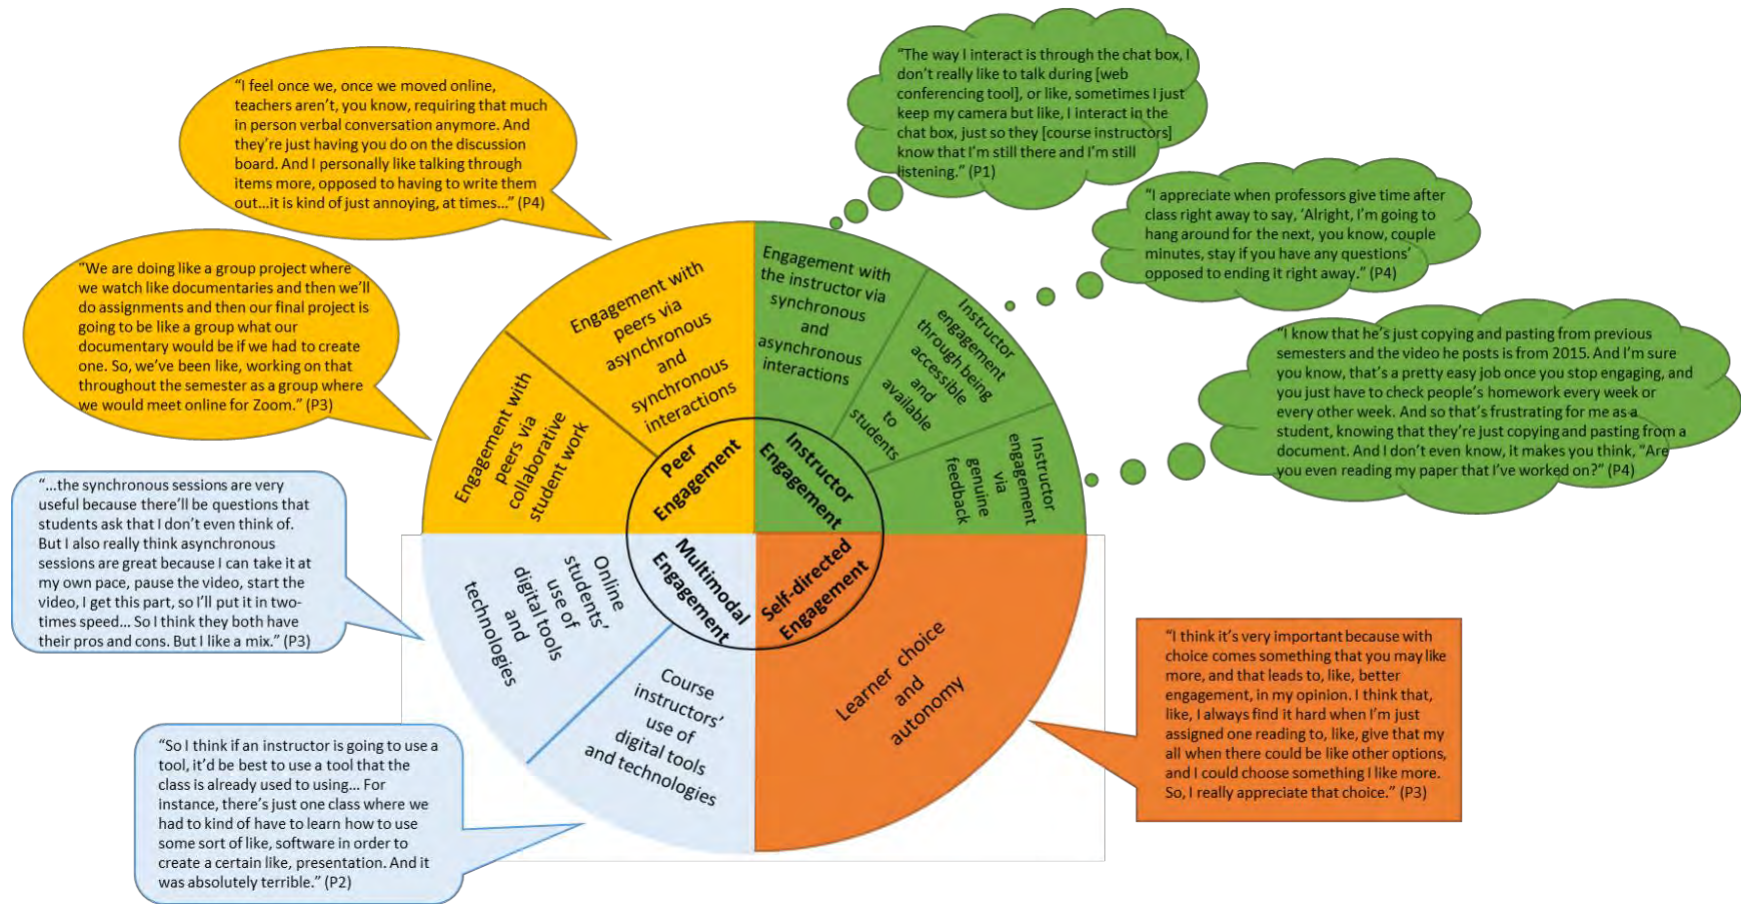 “I feel once we, once we moved online,
teachers aren’t, you know, requiring that much
in person verbal conversation anymore. And
they’re just having you do on the discussion
board. And I personally like talking through
items more, opposed to having to write them
out...it is kind of just annoying, at times...” (P4)
“The way I interact is through the chat box, I
don’t really like to talk during [web
conferencing tool], or like, sometimes I just
keep my camera but like, I interact in the
chat box, just so they [course instructors]
know that I’m still there and I’m still
listening.” (P1)
“I appreciate when professors give time after
class right away to say, ‘Alright, I’m going to
hang around for the next, you know, couple
minutes, stay if you have any questions’
opposed to ending it right away.” (P4)
“We are doing like a group project where
we watch like documentaries and then we’ll
do assignments and then our final project is
going to be like a group what our
documentary would be if we had to create
one. So, we’ve been like, working on that
throughout the semester as a group where
we would meet online for Zoom.” (P3)
“I know that he’s just copying and pasting from previous
semesters and the video he posts is from 2015. And I’m sure
you know, that’s a pretty easy job once you stop engaging, and
you just have to check people’s homework every week or
every other week. And so that’s frustrating for me as a
student, knowing that they’re just copying and pasting from a
document. And I don’t even know, it makes you think, “Are
you even reading my paper that I’ve worked on?” (P4)
Engagement with
peers via
asynchronous
and
synchronous
interactions
Engagement with
the instructor via
synchronous
and
asynchronous
interactions
Instructor
engagement
through being
accessible
and
available
to
students
Engagement with
peers via
collaborative
student work
Instructor
engagement
via
genuine
feedback
Peer
Engagement
Instructor
Engagement
Multimodal
Engagement
Self-directed
Engagement
“...the synchronous sessions are very
useful because there’ll be questions that
students ask that I don’t even think of.
But I also really think asynchronous
sessions are great because I can take it at
my own pace, pause the video, start the
video, I get this part, so I’ll put it in two-
times speed... So I think they both have
their pros and cons. But I like a mix.” (P3)
Online
students’
use of
digital tools
and
technologies
Course
instructors’
use of
digital tools
and technologies
Learner choice
and
autonomy
“I think it’s very important because with
choice comes something that you may like
more, and that leads to, like, better
engagement, in my opinion. I think that,
like, I always find it hard when I’m just
assigned one reading to, like, give that my
all when there could be like other options,
and I could choose something I like more.
So, I really appreciate that choice.” (P3)
“So I think if an instructor is going to use a
tool, it’d be best to use a tool that the
class is already used to using... For
instance, there’s just one class where we
had to kind of have to learn how to use
some sort of like, software in order to
create a certain like, presentation. And it
was absolutely terrible.” (P2)